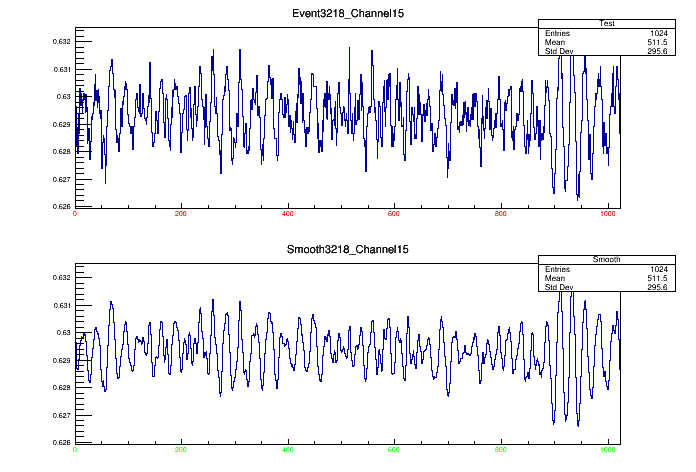 Event3218_Channel15
Test
Entries 1024
Mean 511.5
Std Dev 295.6
0.632
0.631
0.63
0.629
0.628
0.627
0.626
0 200 400 600 800 1000
Smooth3218_Channel15
Smooth
Entries 1024
Mean 511.5
Std Dev 295.6
0.632
0.631
0.63
0.629
0.628
0.627
0.626
0 200 400 600 800 1000